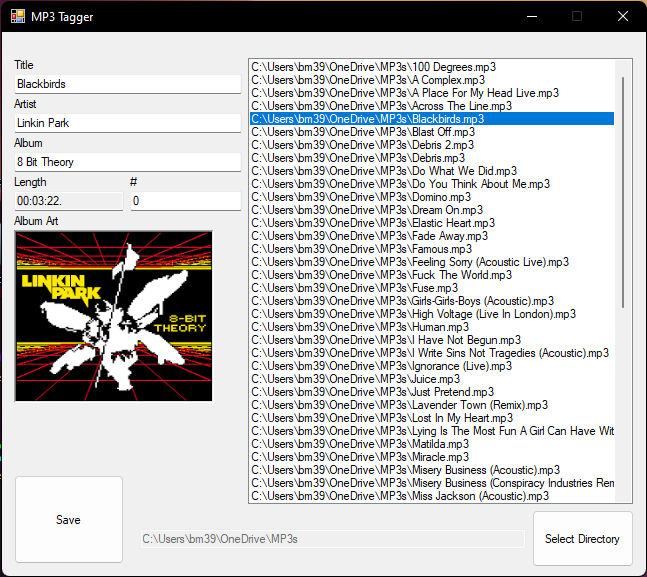 MP3 Tagger
Title
Blackbirds
Artist
Linkin Park
Album
8 Bit Theory
Length
#
00:03:22.
0
Album Art
LINKIN
PARK
8-BIT
THEORY
C:\Users\bm39\OneDrive\MP3s\100 Degrees.mp3
C:\Users\bm39\OneDrive\MP3s\A Complex.mp3
C:\Users\bm39\OneDrive\MP3s\A Place For My Head Live.mp3
C:\Users\bm39\OneDrive\MP3s\Across The Line.mp3
C:\Users\bm39\OneDrive\MP3s\Blackbirds.mp3
C:\Users\bm39\OneDrive\MP3s\Blast Off.mp3
C:\Users\bm39\OneDrive\MP3s\Debris 2.mp3
C:\Users\bm39\OneDrive\MP3s\Debris.mp3
C:\Users\bm39\OneDrive\MP3s\Do What We Did.mp3
C:\Users\bm39\OneDrive\MP3s\Do You Think About Me.mp3
C:\Users\bm39\OneDrive\MP3s\Domino.mp3
C:\Users\bm39\OneDrive\MP3s\Dream On.mp3
C:\Users\bm39\OneDrive\MP3s\Elastic Heart.mp3
C:\Users\bm39\OneDrive\MP3s\Fade Away.mp3
C:\Users\bm39\OneDrive\MP3s\Famous.mp3
C:\Users\bm39\OneDrive\MP3s\Feeling Sorry (Acoustic Live).mp3
C:\Users\bm39\OneDrive\MP3s\Fuck The World.mp3
C:\Users\bm39\OneDrive\MP3s\Fuse.mp3
C:\Users\bm39\OneDrive\MP3s\Girls-Girls-Boys (Acoustic).mp3
C:\Users\bm39\OneDrive\MP3s\High Voltage (Live In London).mp3
C:\Users\bm39\OneDrive\MP3s\Human.mp3
C:\Users\bm39\OneDrive\MP3s\I Have Not Begun.mp3
C:\Users\bm39\OneDrive\MP3s\I Write Sins Not Tragedies (Acoustic).mp3
C:\Users\bm39\OneDrive\MP3s\Ignorance (Live).mp3
C:\Users\bm39\OneDrive\MP3s\Juice.mp3
C:\Users\bm39\OneDrive\MP3s\Just Pretend.mp3
C:\Users\bm39\OneDrive\MP3s\Lavender Town (Remix).mp3
C:\Users\bm39\OneDrive\MP3s\Lost In My Heart.mp3
C:\Users\bm39\OneDrive\MP3s\Lying Is The Most Fun A Girl Can Have Wit
C:\Users\bm39\OneDrive\MP3s\Matilda.mp3
C:\Users\bm39\OneDrive\MP3s\Miracle.mp3
C:\Users\bm39\OneDrive\MP3s\Misery Business (Acoustic).mp3
C:\Users\bm39\OneDrive\MP3s\Misery Business (Conspiracy Industries Rem
C:\Users\bm39\OneDrive\MP3s\Miss Jackson (Acoustic).mp3
Save
C:\Users\bm39\OneDrive\MP3s
Select Directory